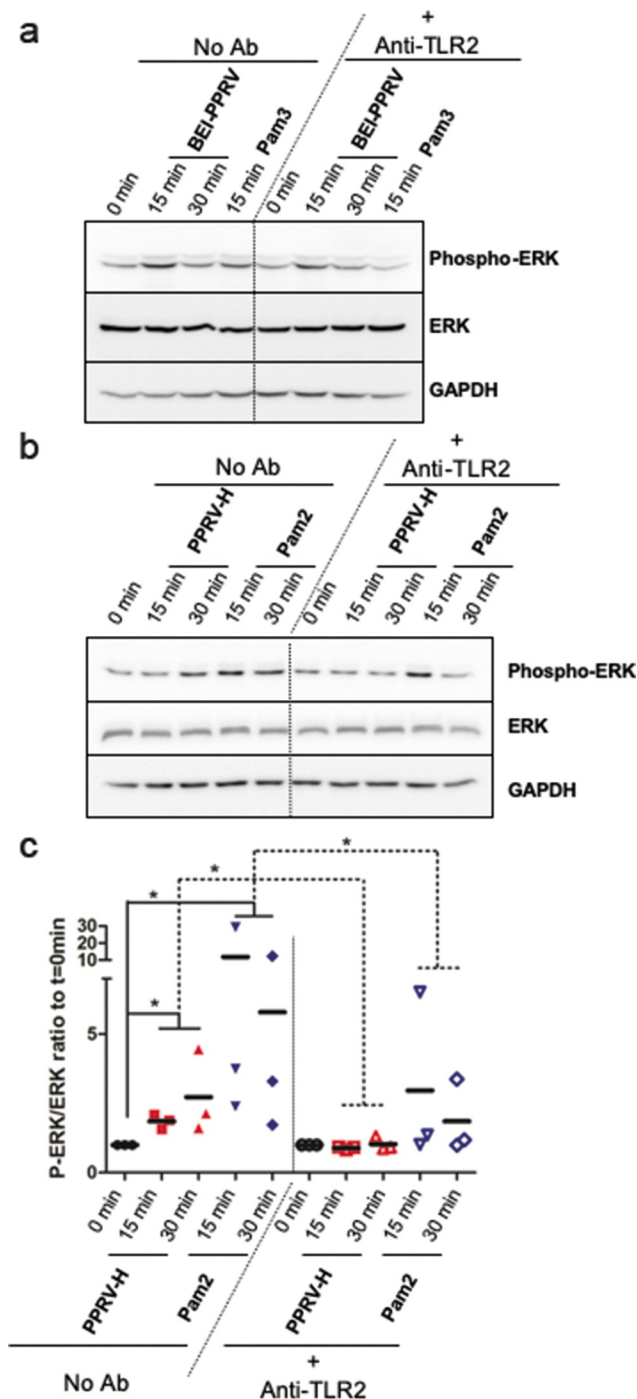 a
+
No Ab
Anti-TLR2
BEI-PPRV
Pam3
BEI-PPRV
Pam3
0 min
15 min
30 min
15 min
0 min
15 min
30 min
15 min
Phospho-ERK
ERK
GAPDH
b
+
No Ab
Anti-TLR2
PPRV-H
Pam2
PPRV-H
Pam2
0 min
15 min
30 min
15 min
30 min
0 min
15 min
30 min
15 min
30 min
Phospho-ERK
ERK
GAPDH
c
P-ERK/ERK ratio to t=0min
30
20
10
5
0
*
*
*
*
0 min
15 min
30 min
15 min
30 min
0 min
15 min
30 min
15 min
30 min
PPRV-H
Pam2
PPRV-H
Pam2
No Ab
+
Anti-TLR2